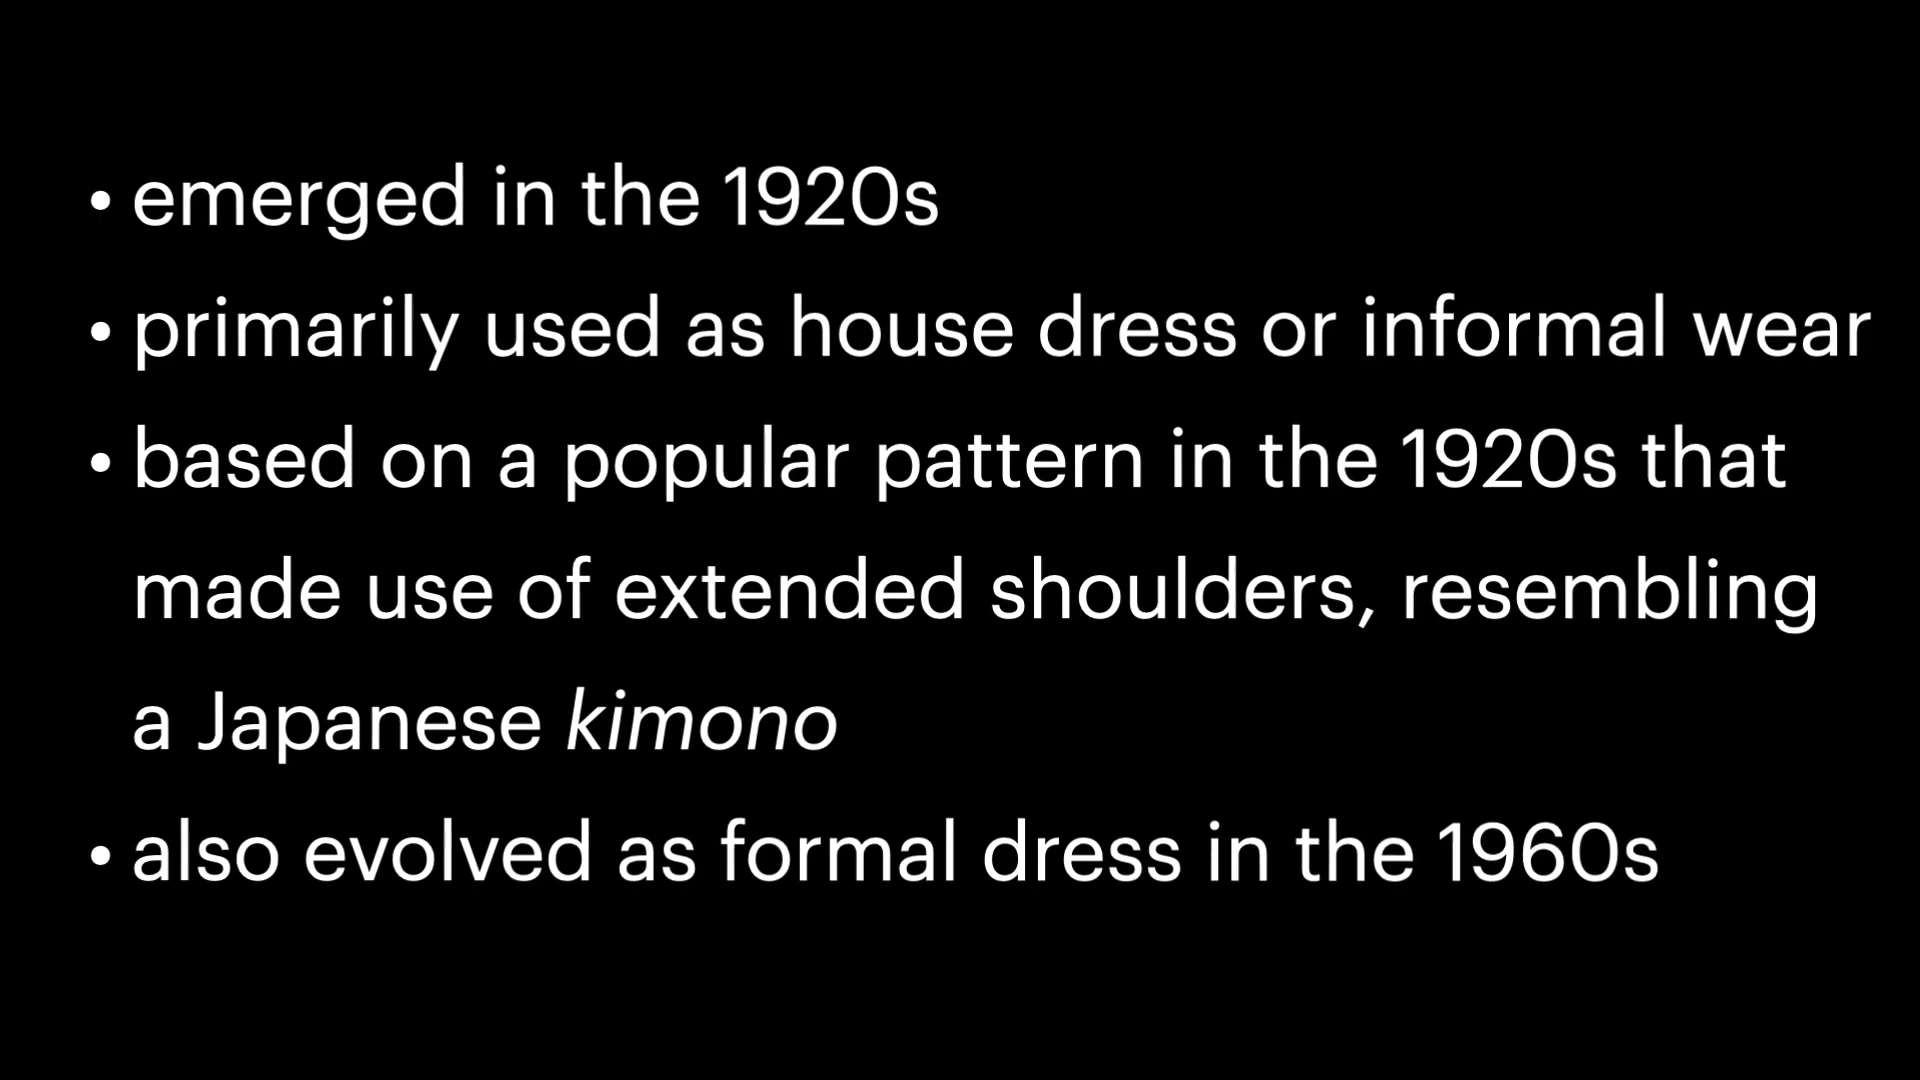 • emerged in the 1920s
• primarily used as house dress or informal wear
• based on a popular pattern in the 1920s that
made use of extended shoulders, resembling
a Japanese kimono
• also evolved as formal dress in the 1960s